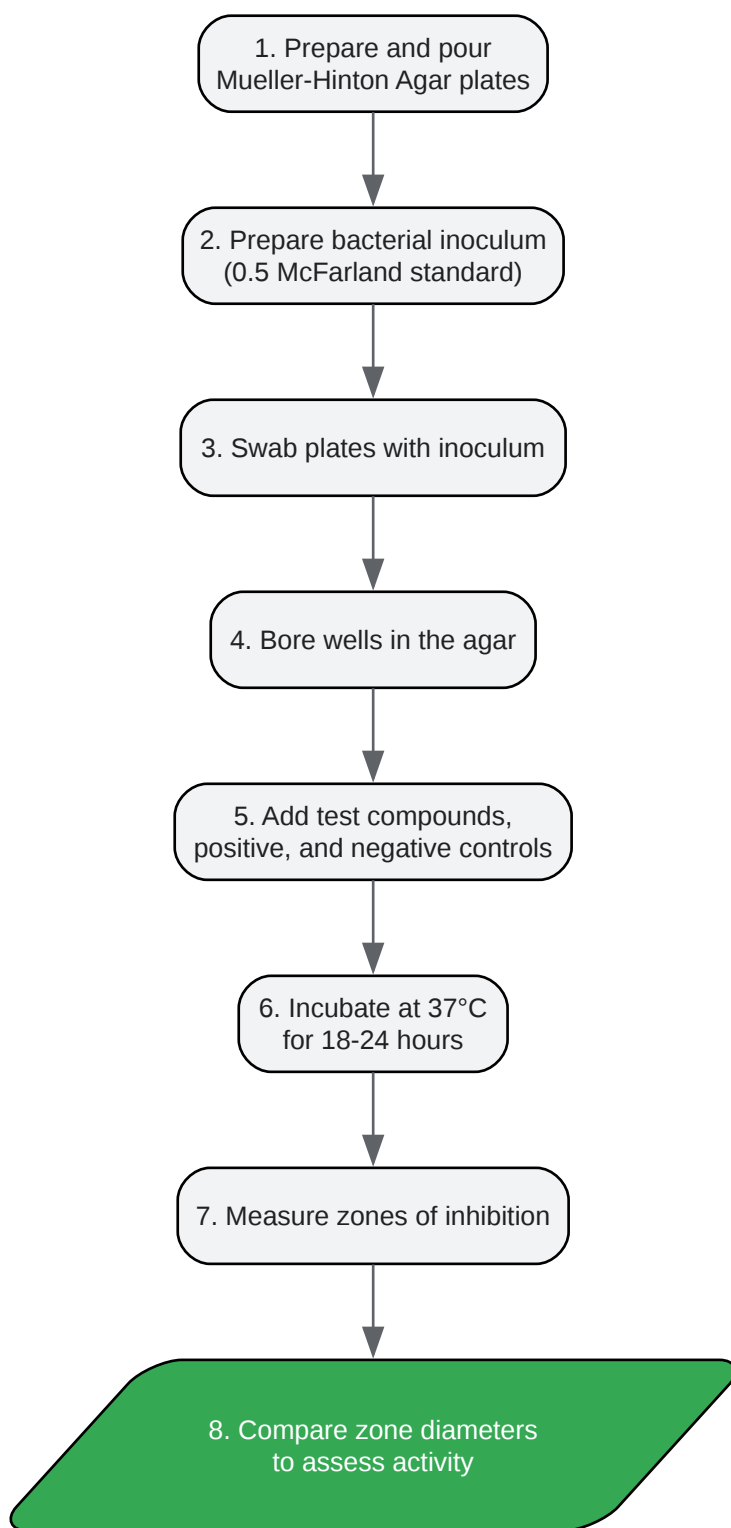 1. Prepare and pour
Mueller-Hinton Agar plates
2. Prepare bacterial inoculum
(0.5 McFarland standard)
3. Swab plates with inoculum
4. Bore wells in the agar
5. Add test compounds,
positive, and negative controls
6. Incubate at 37°C
for 18-24 hours
7. Measure zones of inhibition
8. Compare zone diameters
to assess activity